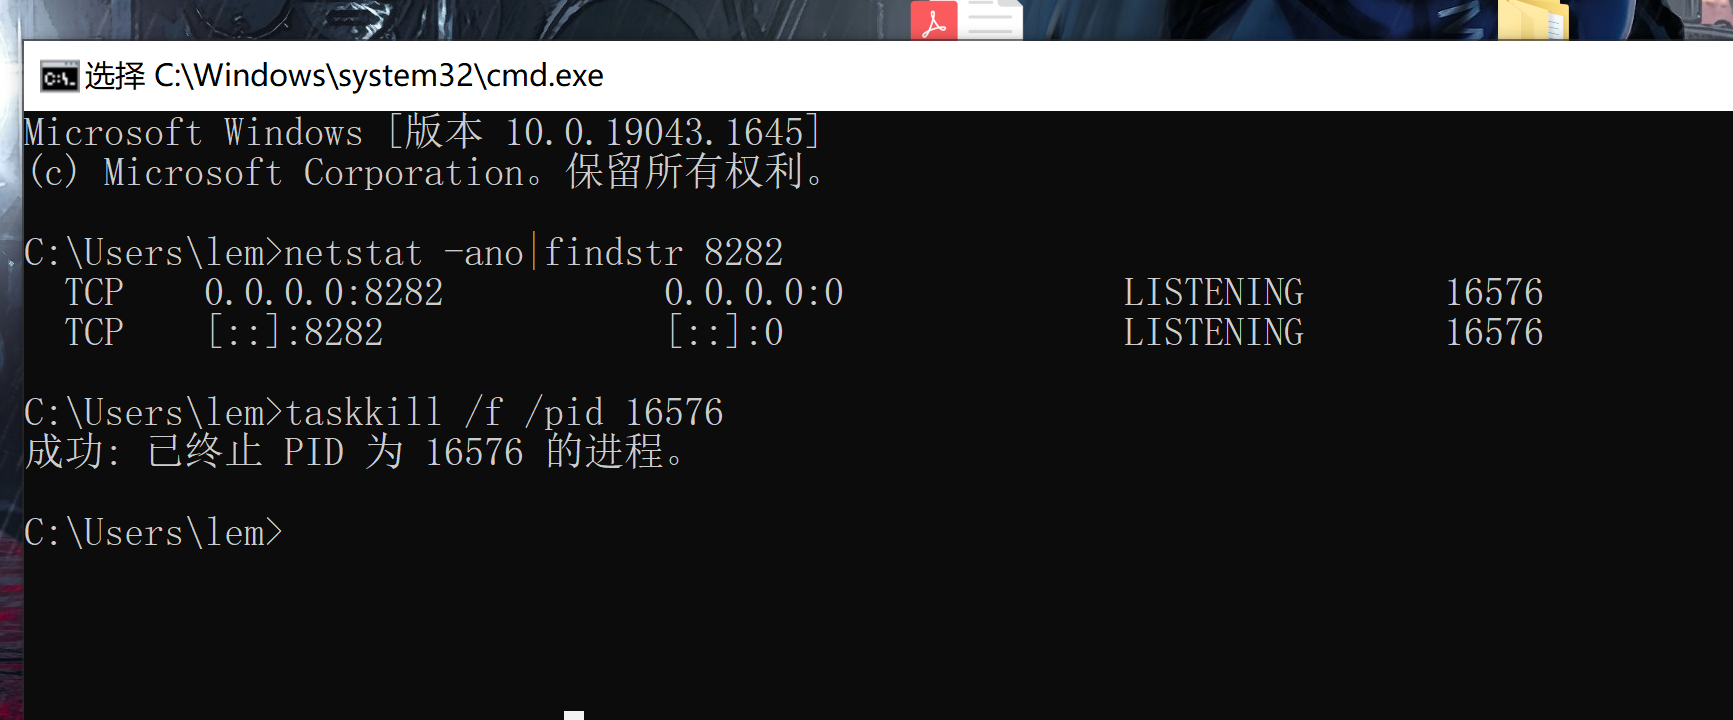 选择 C:\Windows\system32\cmd.exe
Microsoft Windows [版本 10.0.19043.1645]
(c) Microsoft Corporation。保留所有权利。
C:\Users\lem>netstat -ano|findstr 8282
TCP 0.0.0.0:8282 0.0.0.0:0 LISTENING 16576
TCP [::]:8282 [::]:0 LISTENING 16576
C:\Users\lem>taskkill /f /pid 16576
成功: 已终止 PID 为 16576 的进程。
C:\Users\lem>